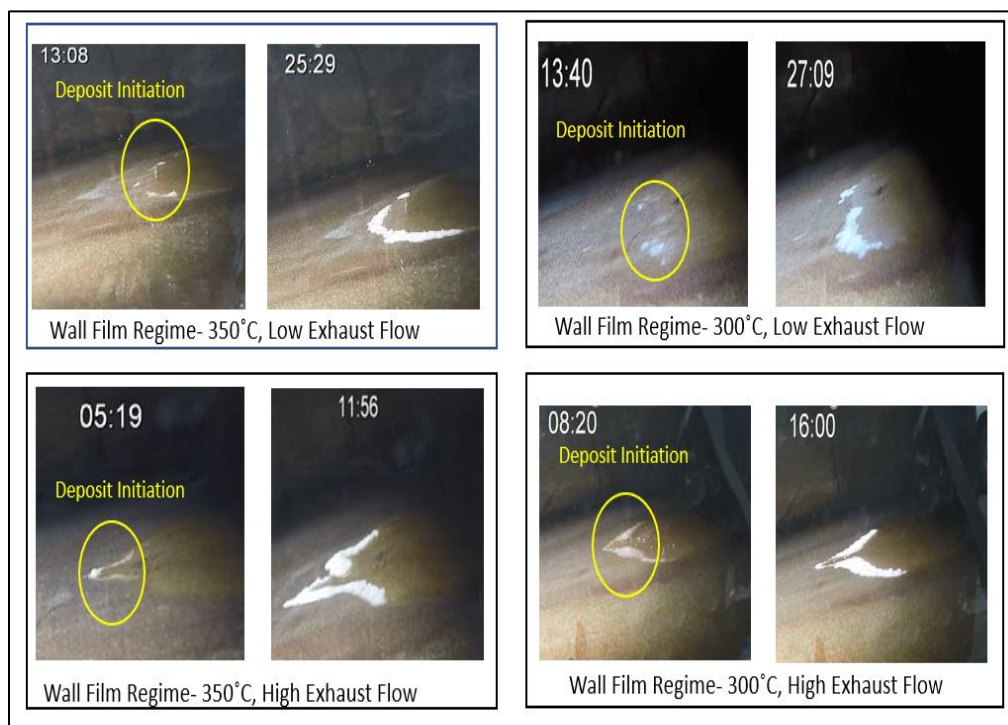 13:08
Deposit Initiation
25:29
Wall Film Regime- 350˚C, Low Exhaust Flow
13:40
Deposit Initiation
27:09
Wall Film Regime- 300˚C, Low Exhaust Flow
05:19
Deposit Initiation
11:56
Wall Film Regime- 350˚C, High Exhaust Flow
08:20
Deposit Initiation
16:00
Wall Film Regime- 300˚C, High Exhaust Flow